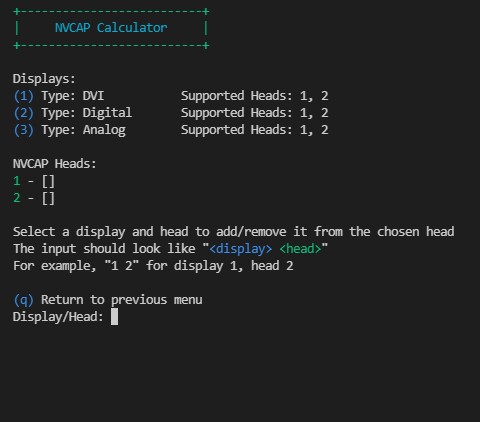 +--------------------------+
|     NVCAP Calculator     |
+--------------------------+
Displays:
(1) Type: DVI           Supported Heads: 1, 2
(2) Type: Digital       Supported Heads: 1, 2
(3) Type: Analog        Supported Heads: 1, 2
NVCAP Heads:
1 - []
2 - []
Select a display and head to add/remove it from the chosen head
The input should look like "<display> <head>"
For example, "1 2" for display 1, head 2
(q) Return to previous menu
Display/Head: